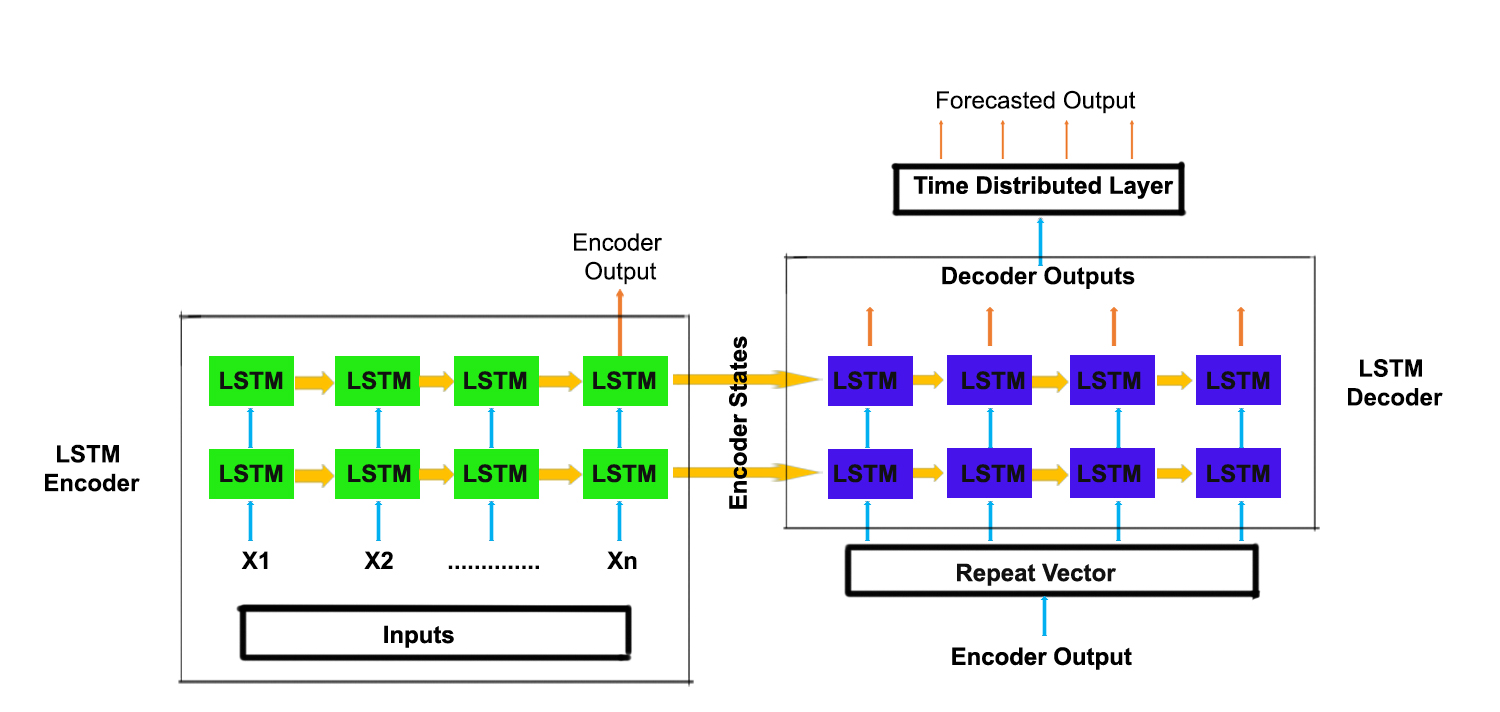 Forecasted Output
Time Distributed Layer
Encoder
Output
Decoder Outputs
LSTM LSTM LSTM LSTM
LSTM LSTM LSTM LSTM
LSTM
Encoder
X1 X2 .............. Xn
Inputs
Encoder States
LSTM LSTM LSTM LSTM
LSTM LSTM LSTM LSTM
LSTM
Decoder
Repeat Vector
Encoder Output